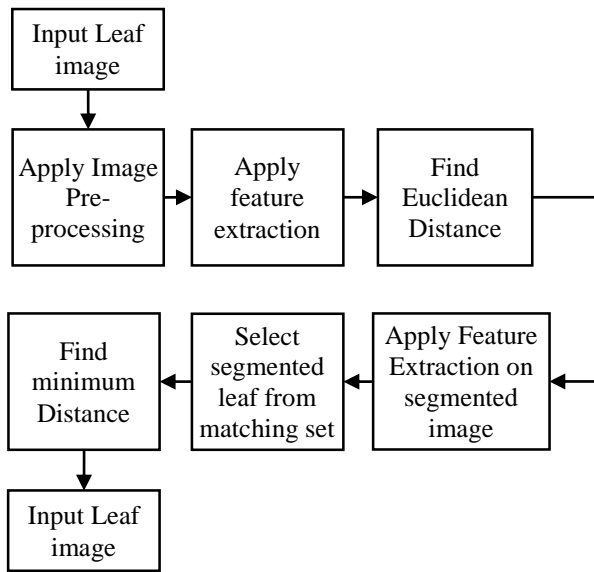 Input Leaf
image
Apply Image
Pre-
processing
Apply
feature
extraction
Find
Euclidean
Distance
Apply Feature
Extraction on
segmented
image
Select
segmented
leaf from
matching set
Find
minimum
Distance
Input Leaf
image